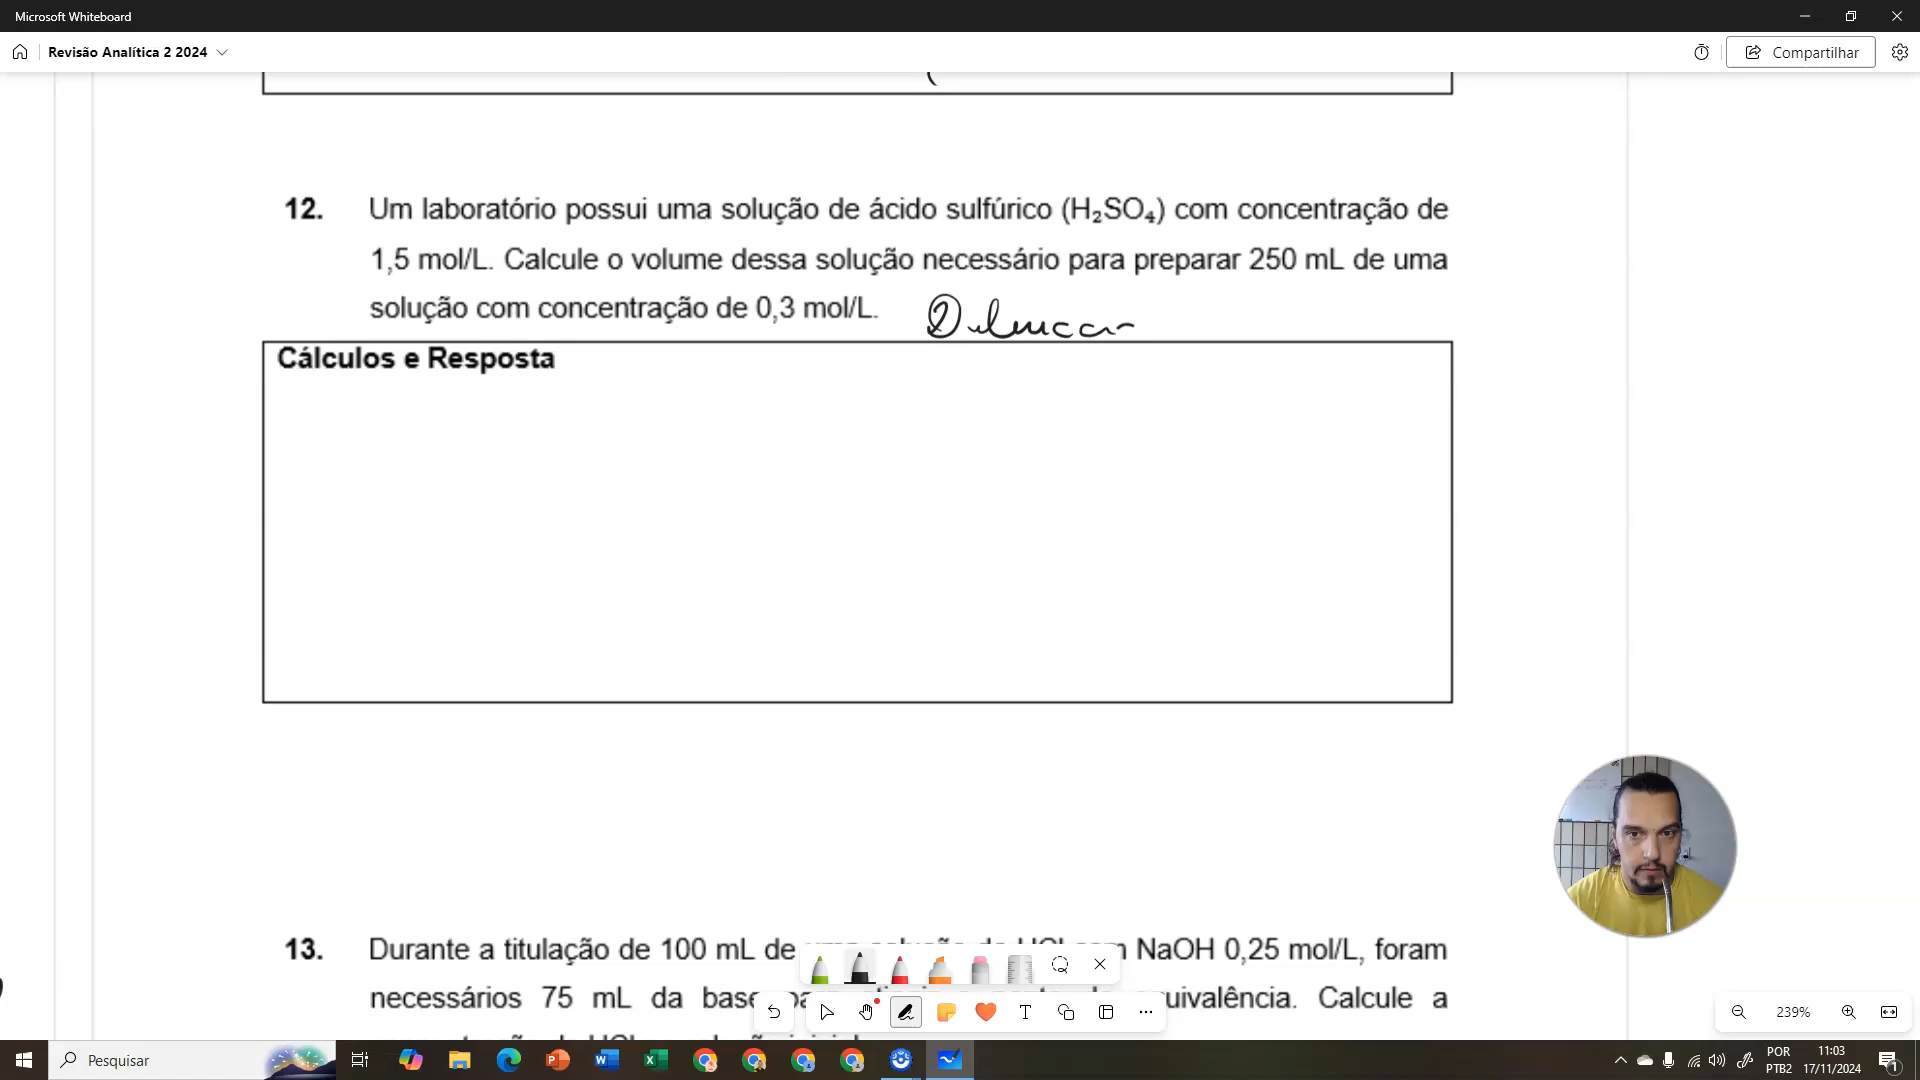 Microsoft Whiteboard
Revisão Analítica 2 2024
Compartilhar
12. Um laboratório possui uma solução de ácido sulfúrico (H₂SO₄) com concentração de
1,5 mol/L. Calcule o volume dessa solução necessário para preparar 250 mL de uma
solução com concentração de 0,3 mol/L.
Cálculos e Resposta
13. Durante a titulação de 100 mL de NaOH 0,25 mol/L, foram
necessários 75 mL da base uivalência. Calcule a
T
239%
Pesquisar
POR
PTB2
11:03
17/11/2024
1